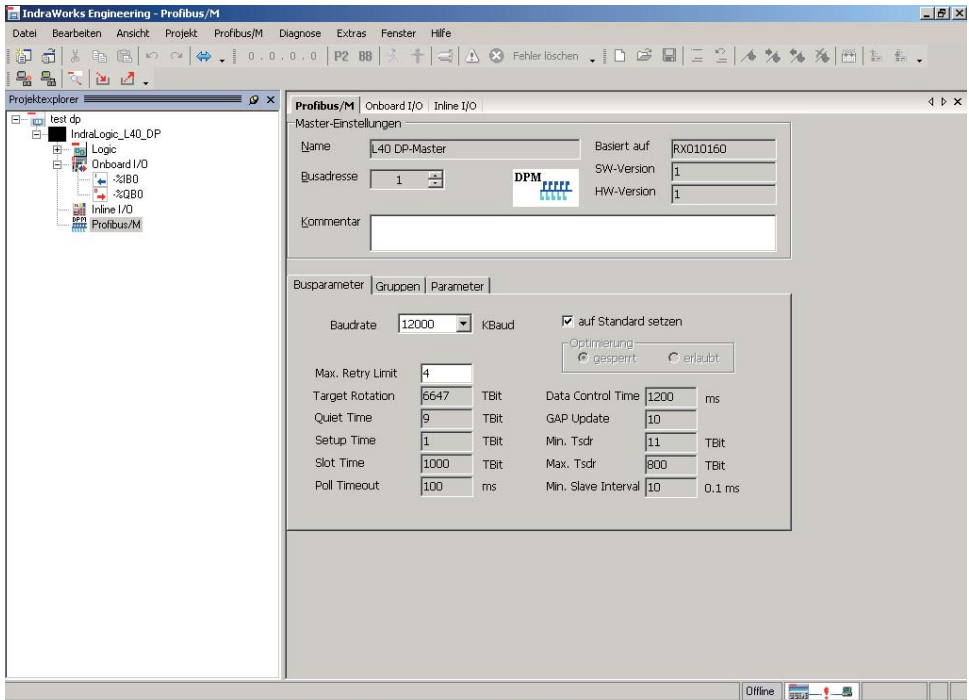 IndraWorks Engineering - Profibus/M
Datei Bearbeiten Ansicht Projekt Profibus/M Diagnose Extras Fenster Hilfe
0 . 0 . 0 . 0 P2 BB Fehler löschen
Projektexplorer
test dp
IndraLogic_L40_DP
Logic
Onboard I/O
-%IB0
-%QB0
Inline I/O
DPM Profibus/M
Profibus/M Onboard I/O Inline I/O
Master-Einstellungen
Name L40 DP-Master Basiert auf RX010160
Busadresse 1 DPM SW-Version 1
HW-Version 1
Kommentar
Busparameter Gruppen Parameter
Baudrate 12000 KBaud auf Standard setzen
Optimierung
gesperrt erlaubt
Max. Retry Limit 4
Target Rotation 6647 TBit Data Control Time 1200 ms
Quiet Time 9 TBit GAP Update 10
Setup Time 1 TBit Min. Tsdr 11 TBit
Slot Time 1000 TBit Max. Tsdr 800 TBit
Poll Timeout 100 ms Min. Slave Interval 10 0.1 ms
Offline